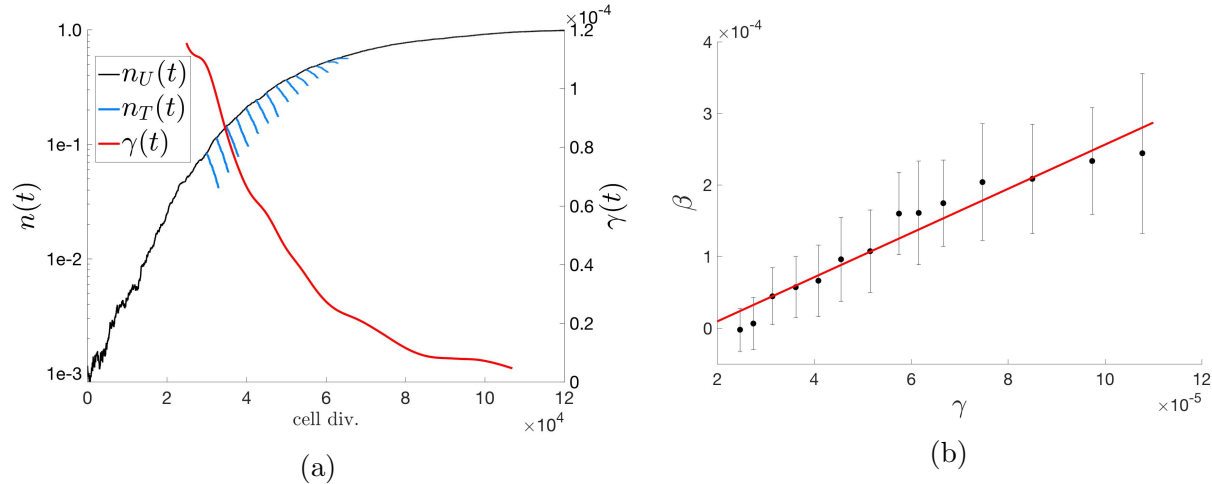 ×10⁻⁴
1.0
1e-1
1e-2
1e-3
n(t)
n_U(t)
n_T(t)
γ(t)
1.2
1
0.8
0.6
0.4
0.2
0
γ(t)
0 2 4 6 8 10 12
cell div.
×10⁴
(a)
×10⁻⁴
4
3
2
1
0
β
2 4 6 8 10 12
γ
×10⁻⁵
(b)